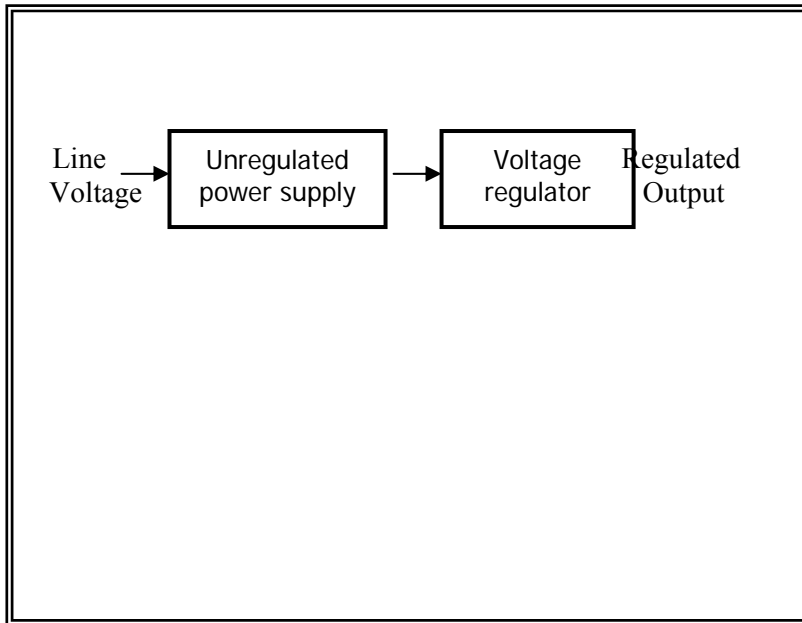 Line
Voltage
Unregulated
power supply
Voltage
regulator
Regulated
Output